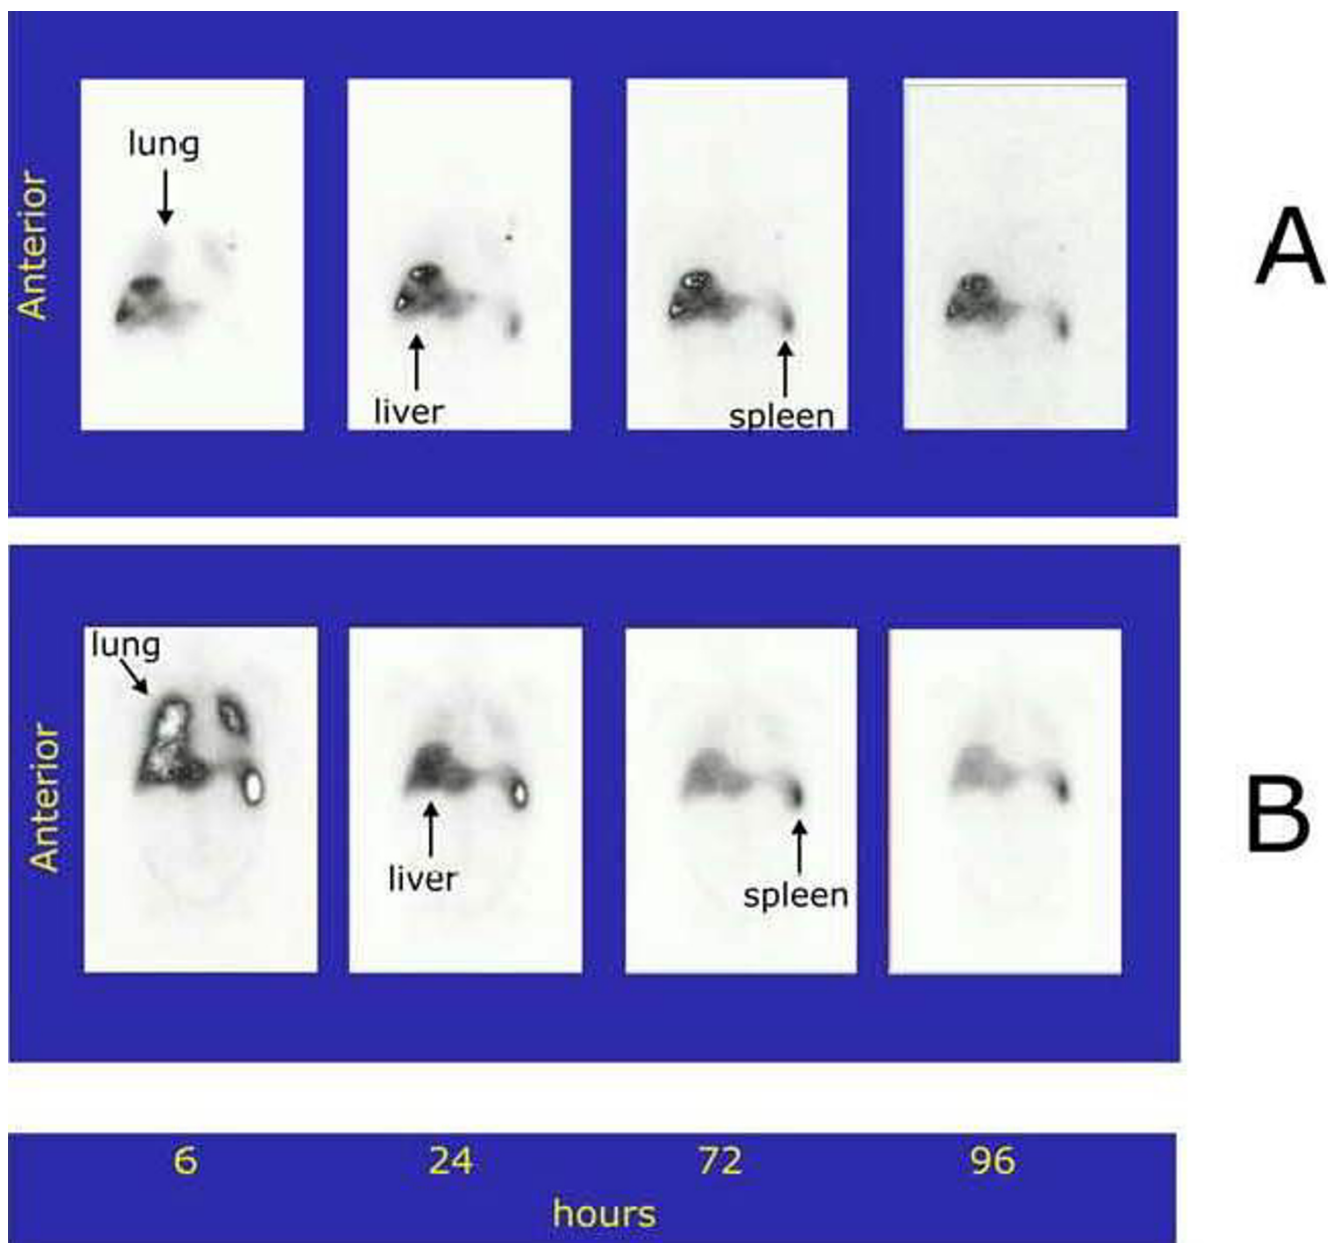 Anterior
lung
liver
spleen
A
Anterior
lung
liver
spleen
B
6 24 72 96
hours